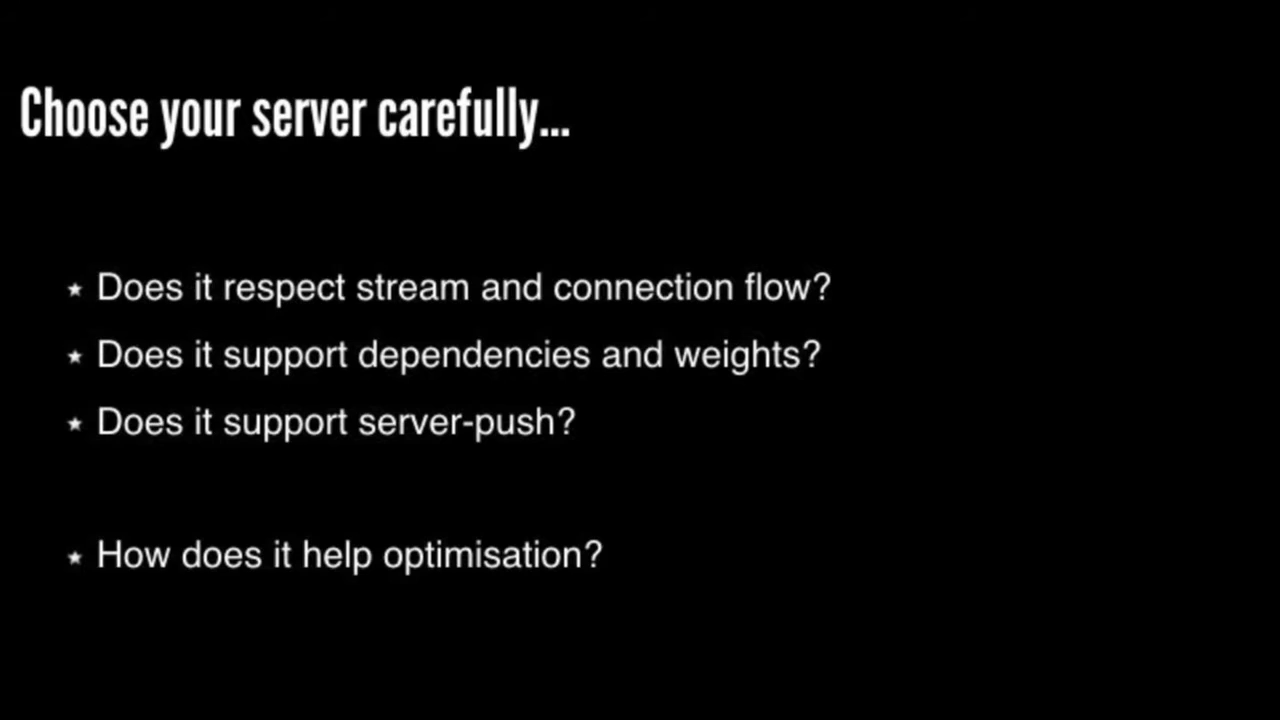 Choose your server carefully...
★ Does it respect stream and connection flow?
★ Does it support dependencies and weights?
★ Does it support server-push?
★ How does it help optimisation?